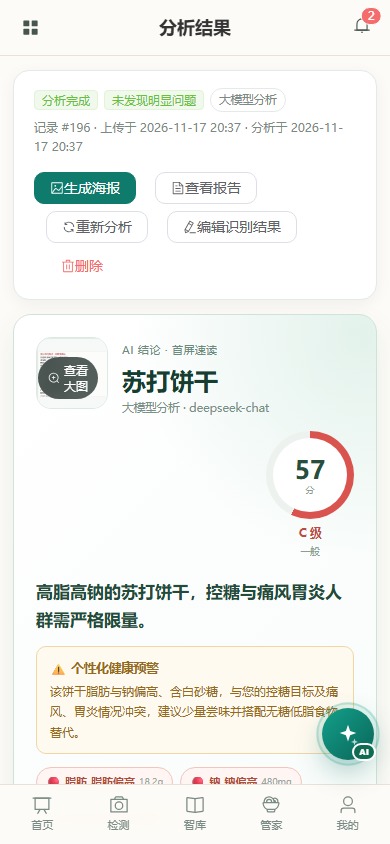 分析结果
2
分析完成 未发现明显问题 大模型分析
记录 #196 · 上传于 2026-11-17 20:37 · 分析于 2026-11-
17 20:37
生成海报 查看报告
重新分析 编辑识别结果
删除
查看
大图
AI 结论 · 首屏速读
苏打饼干
大模型分析 · deepseek-chat
57
分
C 级
一般
高脂高钠的苏打饼干，控糖与痛风胃炎人
群需严格限量。
个性化健康预警
该饼干脂肪与钠偏高、含白砂糖，与您的控糖目标及痛
风、胃炎情况冲突，建议少量尝味并搭配无糖低脂食物
替代。
AI
脂肪 脂肪偏高 18.2g 钠 钠偏高 480mg
首页 检测 智库 管家 我的